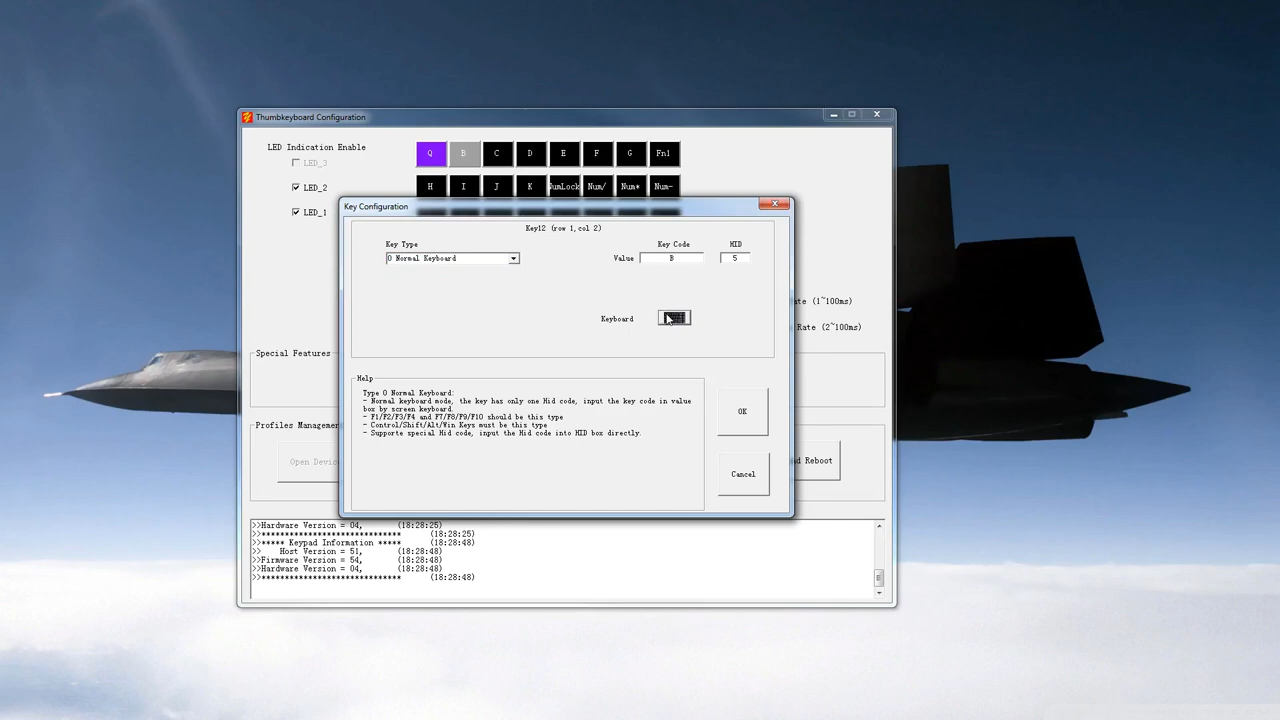 Thumbkeyboard Configuration
LED Indication Enable
LED_3
LED_2
LED_1
Q B C D E F G Fn1
H I J K NumLock Num/ Num* Num-
Key Configuration
Key12 (row 1,col 2)
Key Type
Key Code
HID
0 Normal Keyboard
Value
B
5
Keyboard
Rate (2~100ms)
(1~100ms)
Special Features
Help
Type 0 Normal Keyboard:
- Normal keyboard mode, the key has only one Hid code, input the key code in value
box by screen keyboard.
- F1/F2/F3/F4 and F7/F8/F9/F10 should be this type
- Control/Shift/Alt/Win Keys must be this type
- Supporte special Hid code, input the Hid code into HID box directly.
OK
Cancel
Profiles Managemen
Open Devic
d Reboot
>>Hardware Version = 04, (18:28:25)
>>***************************** (18:28:25)
>>***** Keypad Information ***** (18:28:48)
>> Host Version = 51, (18:28:48)
>>Firmware Version = 54, (18:28:48)
>>Hardware Version = 04, (18:28:48)
>>***************************** (18:28:48)